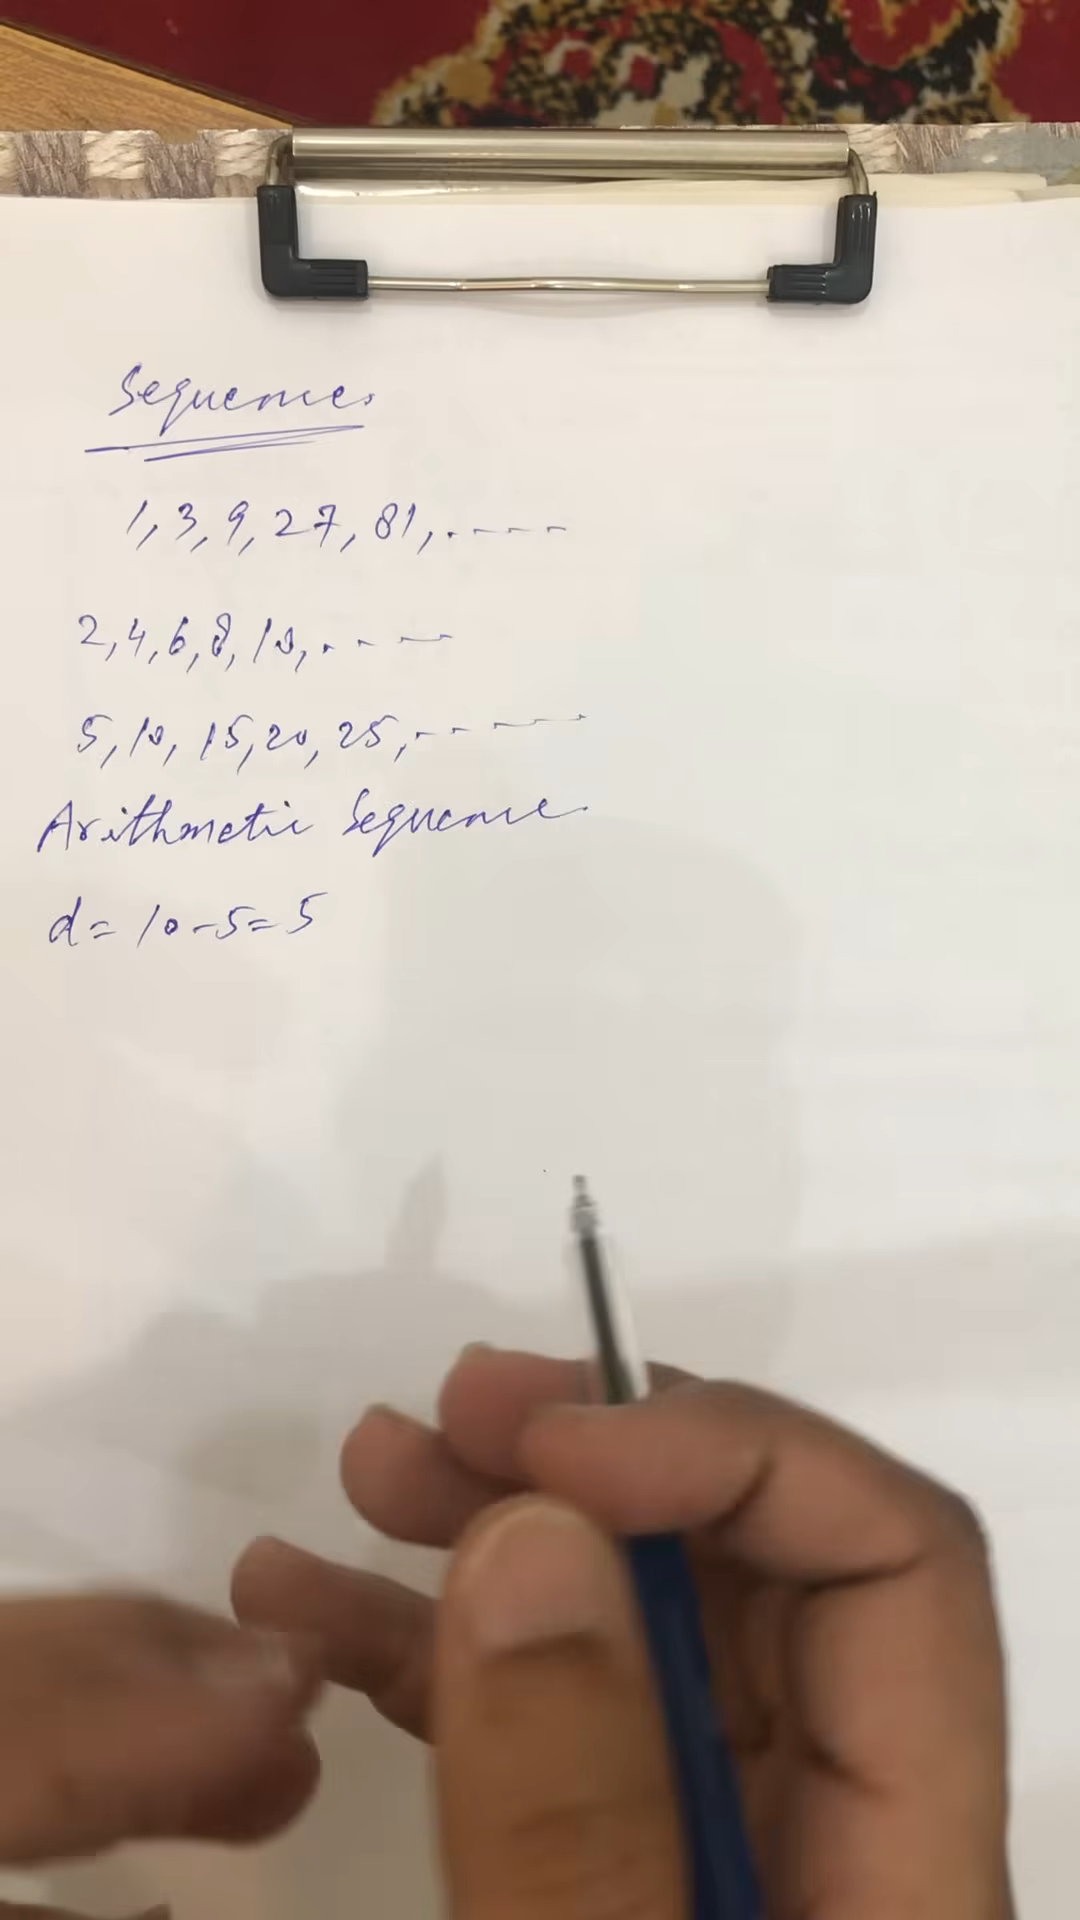 Sequence.
1, 3, 9, 27, 81, .----
2, 4, 6, 8, 10, . - - —
5, 10, 15, 20, 25, .-- ---
Arithmetic Sequence.
d = 10 - 5 = 5